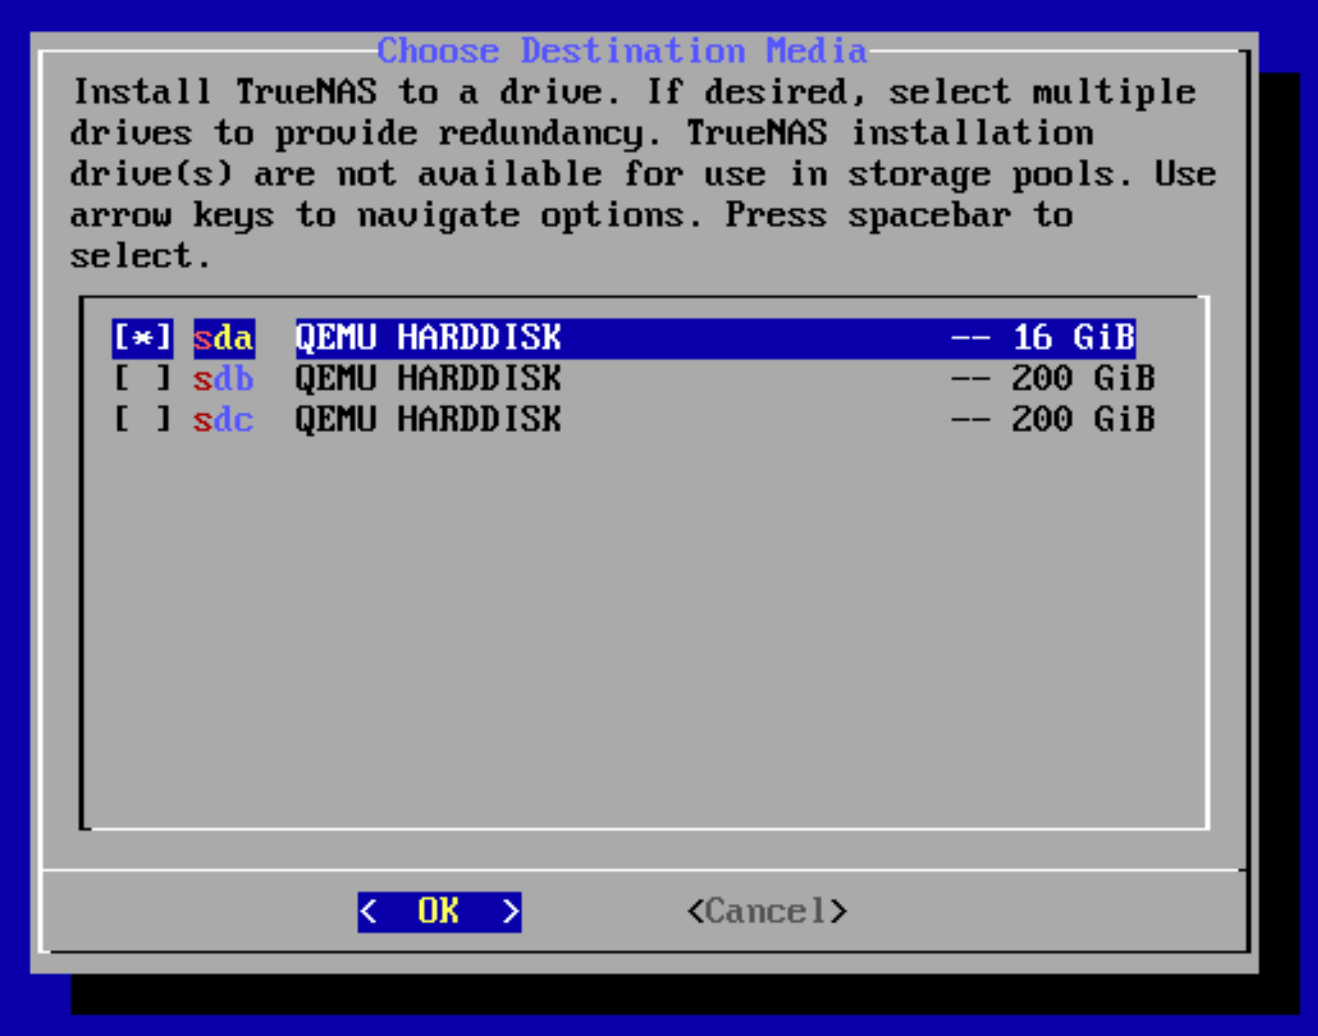 Choose Destination Media
Install TrueNAS to a drive. If desired, select multiple
drives to provide redundancy. TrueNAS installation
drive(s) are not available for use in storage pools. Use
arrow keys to navigate options. Press spacebar to
select.
[*] sda QEMU HARDDISK -- 16 GiB
[ ] sdb QEMU HARDDISK -- 200 GiB
[ ] sdc QEMU HARDDISK -- 200 GiB
< OK > <Cancel>